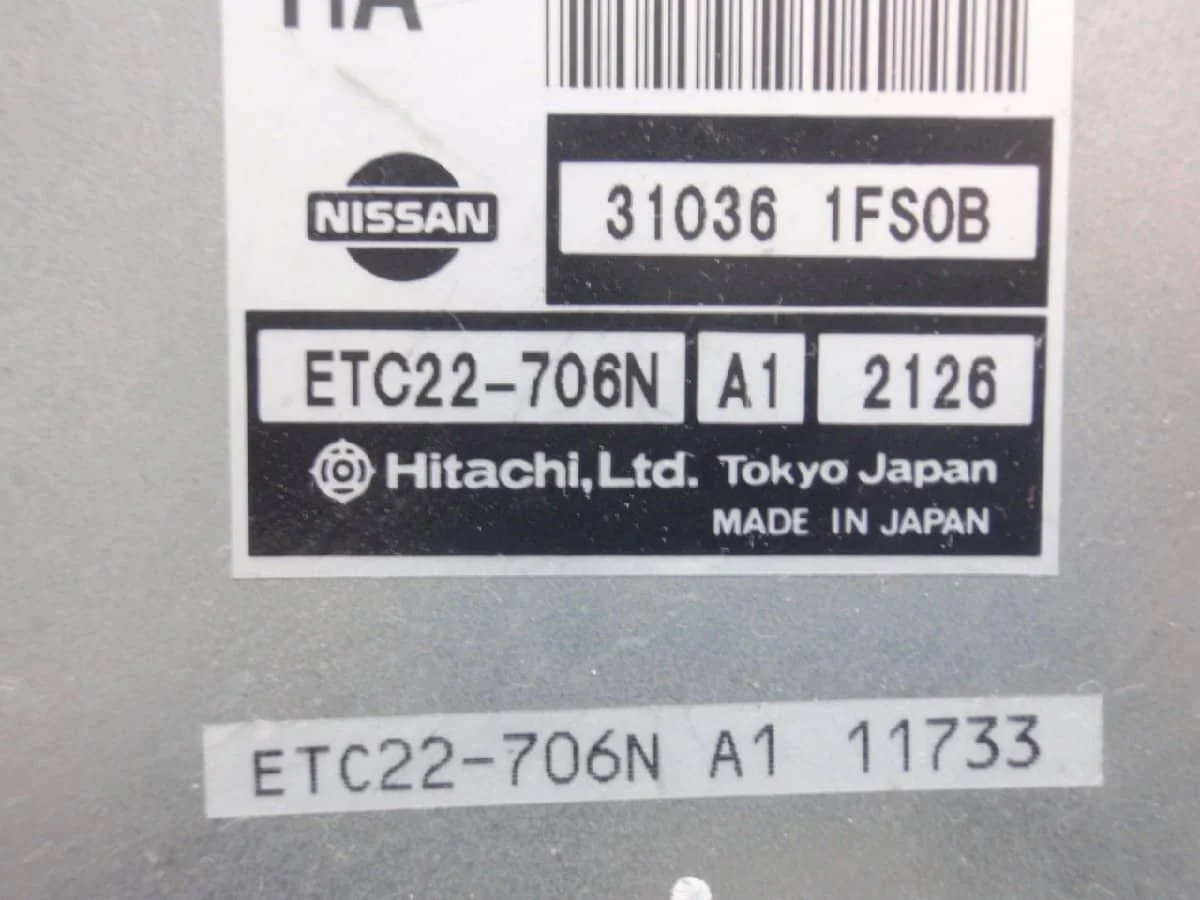 NISSAN
31036 1FS0B
ETC22-706N A1 2126
Hitachi,Ltd. Tokyo Japan
MADE IN JAPAN
ETC22-706N A1 11733